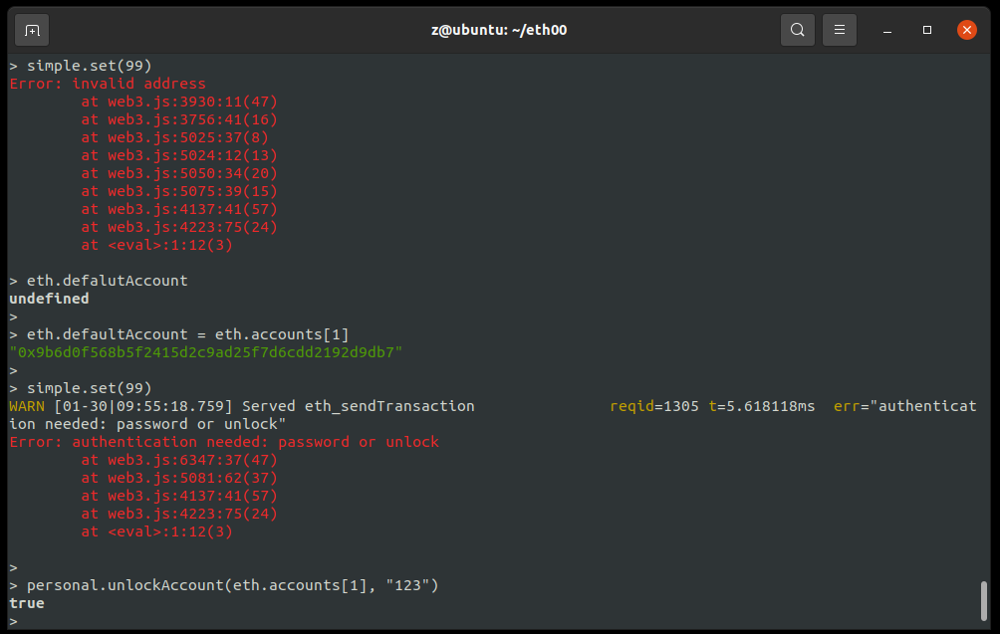 z@ubuntu: ~/eth00
> simple.set(99)
Error: invalid address
at web3.js:3930:11(47)
at web3.js:3756:41(16)
at web3.js:5025:37(8)
at web3.js:5024:12(13)
at web3.js:5050:34(20)
at web3.js:5075:39(15)
at web3.js:4137:41(57)
at web3.js:4223:75(24)
at <eval>:1:12(3)
> eth.defalutAccount
undefined
>
> eth.defaultAccount = eth.accounts[1]
"0x9b6d0f568b5f2415d2c9ad25f7d6cdd2192d9db7"
>
> simple.set(99)
WARN [01-30|09:55:18.759] Served eth_sendTransaction reqid=1305 t=5.618118ms err="authenticat
ion needed: password or unlock"
Error: authentication needed: password or unlock
at web3.js:6347:37(47)
at web3.js:5081:62(37)
at web3.js:4137:41(57)
at web3.js:4223:75(24)
at <eval>:1:12(3)
>
> personal.unlockAccount(eth.accounts[1], "123")
true
>